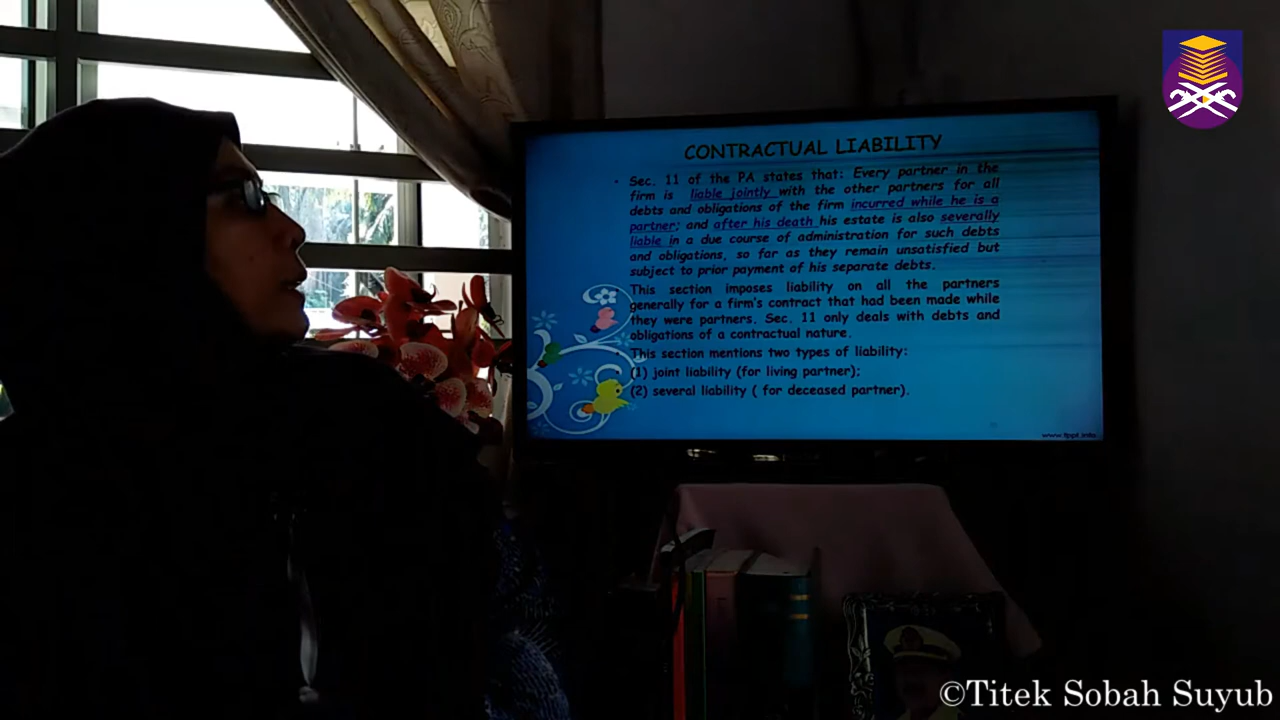 CONTRACTUAL LIABILITY
• Sec. 11 of the PA states that: Every partner in the
firm is liable jointly with the other partners for all
debts and obligations of the firm incurred while he is a
partner; and after his death his estate is also severally
liable in a due course of administration for such debts
and obligations, so far as they remain unsatisfied but
subject to prior payment of his separate debts.
This section imposes liability on all the partners
generally for a firm's contract that had been made while
they were partners. Sec. 11 only deals with debts and
obligations of a contractual nature.
This section mentions two types of liability:
(1) joint liability (for living partner);
(2) several liability ( for deceased partner).
www.fppt.info
©Titek Sobah Suyub